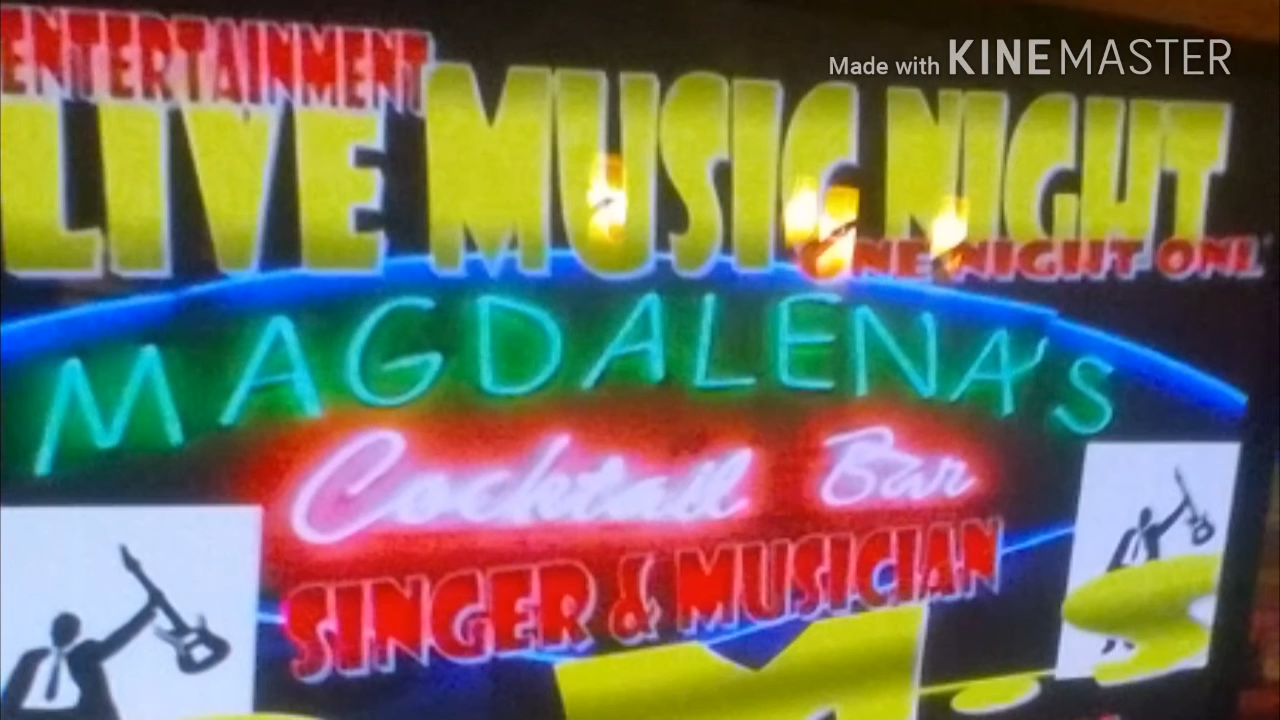 Made with KINEMASTER
ENTERTAINMENT
LIVE MUSIC NIGHT
ONE NIGHT ONL
MAGDALENA'S
Cocktail Bar
SINGER & MUSICIAN